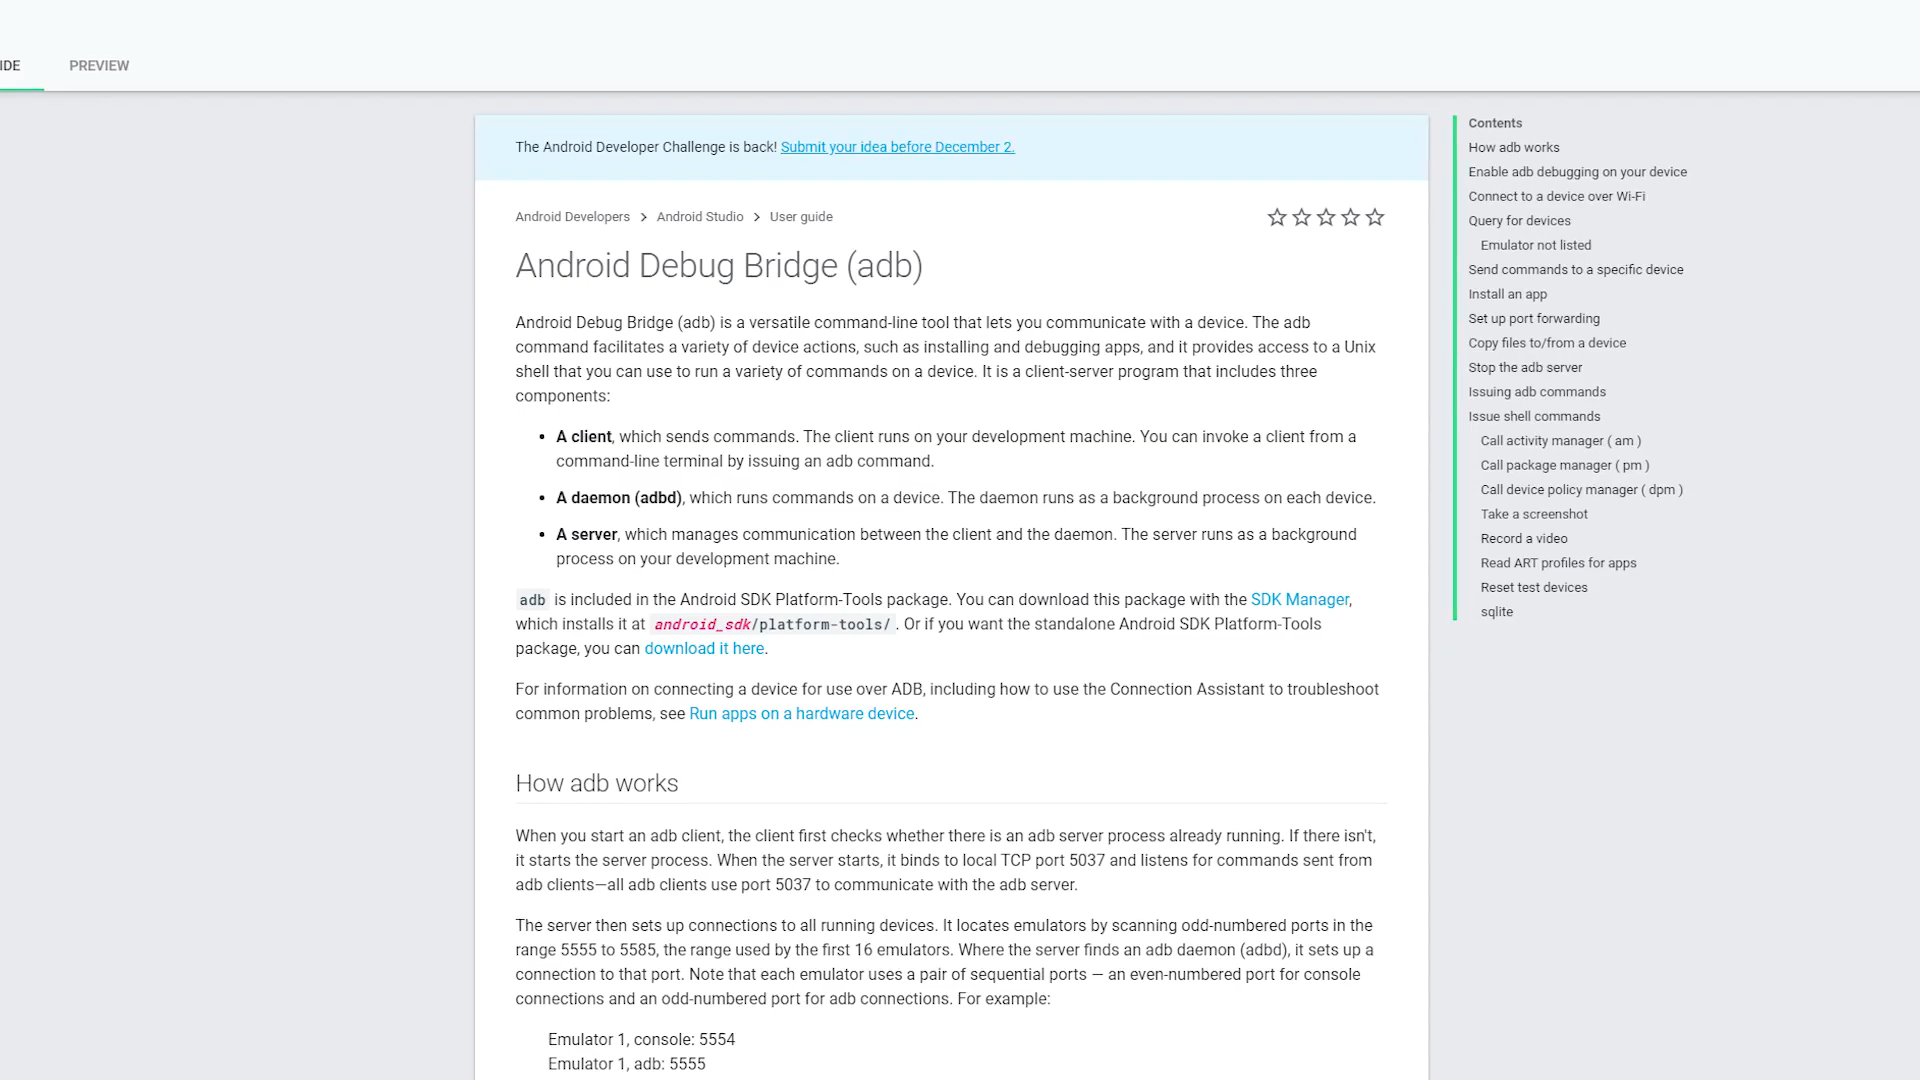 IDE
PREVIEW
The Android Developer Challenge is back! Submit your idea before December 2.
Android Developers > Android Studio > User guide
Android Debug Bridge (adb)
Android Debug Bridge (adb) is a versatile command-line tool that lets you communicate with a device. The adb
command facilitates a variety of device actions, such as installing and debugging apps, and it provides access to a Unix
shell that you can use to run a variety of commands on a device. It is a client-server program that includes three
components:
• A client, which sends commands. The client runs on your development machine. You can invoke a client from a
command-line terminal by issuing an adb command.
• A daemon (adbd), which runs commands on a device. The daemon runs as a background process on each device.
• A server, which manages communication between the client and the daemon. The server runs as a background
process on your development machine.
adb is included in the Android SDK Platform-Tools package. You can download this package with the SDK Manager,
which installs it at android_sdk/platform-tools/. Or if you want the standalone Android SDK Platform-Tools
package, you can download it here.
For information on connecting a device for use over ADB, including how to use the Connection Assistant to troubleshoot
common problems, see Run apps on a hardware device.
How adb works
When you start an adb client, the client first checks whether there is an adb server process already running. If there isn't,
it starts the server process. When the server starts, it binds to local TCP port 5037 and listens for commands sent from
adb clients—all adb clients use port 5037 to communicate with the adb server.
The server then sets up connections to all running devices. It locates emulators by scanning odd-numbered ports in the
range 5555 to 5585, the range used by the first 16 emulators. Where the server finds an adb daemon (adbd), it sets up a
connection to that port. Note that each emulator uses a pair of sequential ports — an even-numbered port for console
connections and an odd-numbered port for adb connections. For example:
Emulator 1, console: 5554
Emulator 1, adb: 5555
Contents
How adb works
Enable adb debugging on your device
Connect to a device over Wi-Fi
Query for devices
Emulator not listed
Send commands to a specific device
Install an app
Set up port forwarding
Copy files to/from a device
Stop the adb server
Issuing adb commands
Issue shell commands
Call activity manager ( am )
Call package manager ( pm )
Call device policy manager ( dpm )
Take a screenshot
Record a video
Read ART profiles for apps
Reset test devices
sqlite